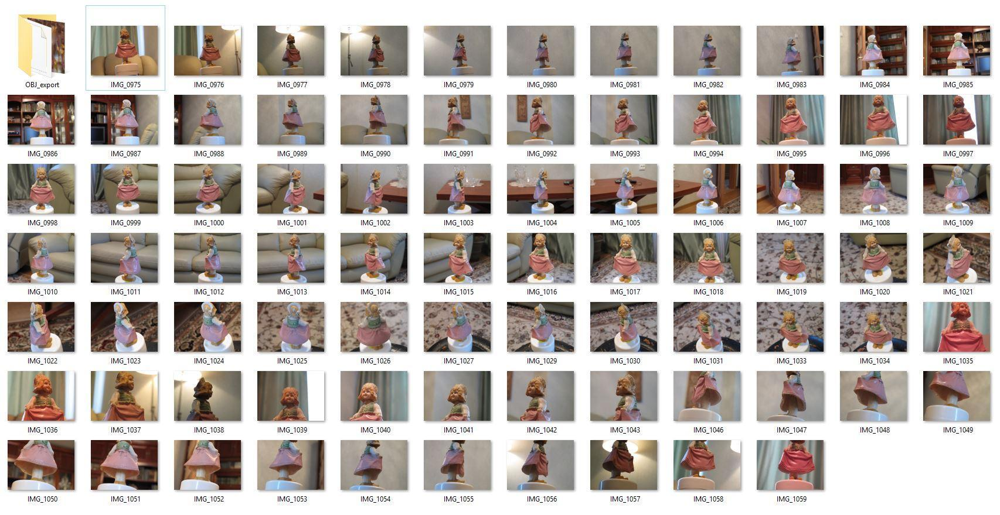 OBJ_export IMG_0975 IMG_0976 IMG_0977 IMG_0978 IMG_0979 IMG_0980 IMG_0981 IMG_0982 IMG_0983 IMG_0984 IMG_0985
IMG_0986 IMG_0987 IMG_0988 IMG_0989 IMG_0990 IMG_0991 IMG_0992 IMG_0993 IMG_0994 IMG_0995 IMG_0996 IMG_0997
IMG_0998 IMG_0999 IMG_1000 IMG_1001 IMG_1002 IMG_1003 IMG_1004 IMG_1005 IMG_1006 IMG_1007 IMG_1008 IMG_1009
IMG_1010 IMG_1011 IMG_1012 IMG_1013 IMG_1014 IMG_1015 IMG_1016 IMG_1017 IMG_1018 IMG_1019 IMG_1020 IMG_1021
IMG_1022 IMG_1023 IMG_1024 IMG_1025 IMG_1026 IMG_1027 IMG_1029 IMG_1030 IMG_1031 IMG_1033 IMG_1034 IMG_1035
IMG_1036 IMG_1037 IMG_1038 IMG_1039 IMG_1040 IMG_1041 IMG_1042 IMG_1043 IMG_1046 IMG_1047 IMG_1048 IMG_1049
IMG_1050 IMG_1051 IMG_1052 IMG_1053 IMG_1054 IMG_1055 IMG_1056 IMG_1057 IMG_1058 IMG_1059